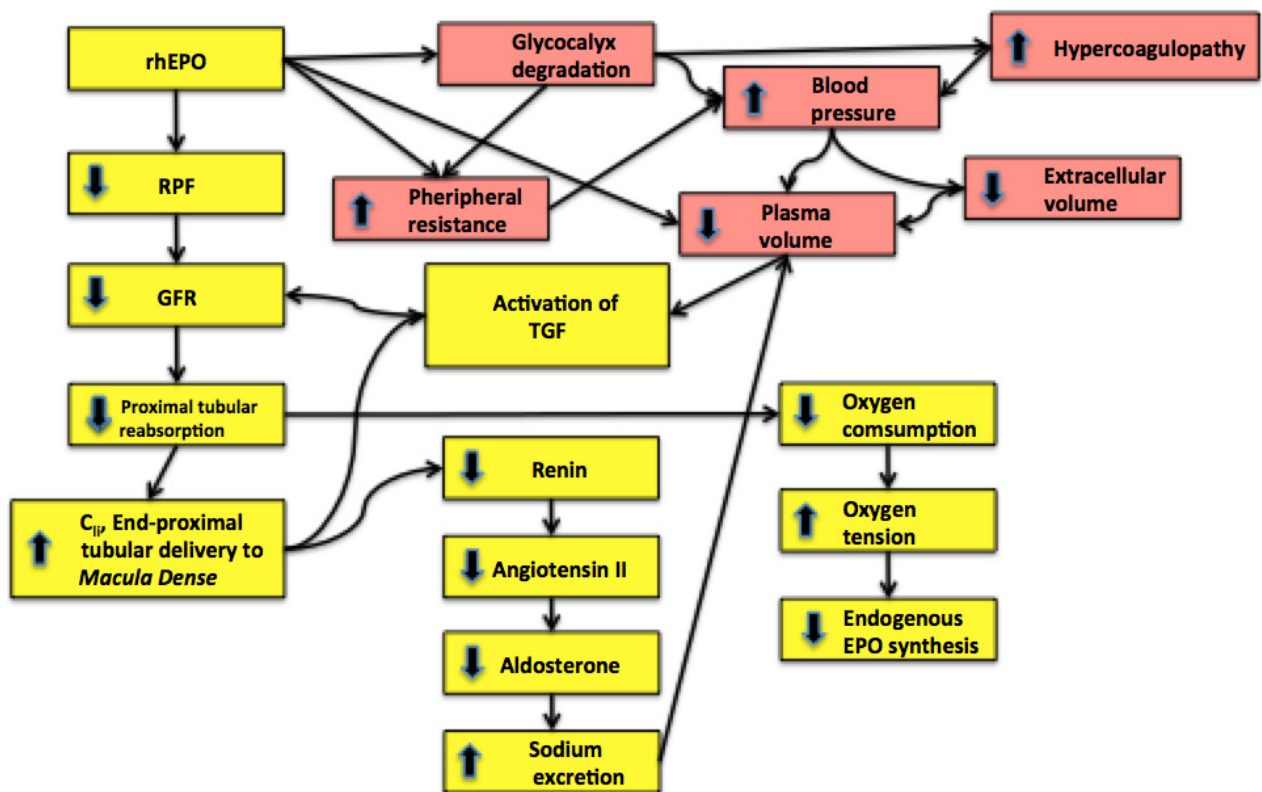 rhEPO
Glycocalyx
degradation
Hypercoagulopathy
Blood
pressure
RPF
Pheripheral
resistance
Plasma
volume
Extracellular
volume
GFR
Activation of
TGF
Proximal tubular
reabsorption
Oxygen
comsumption
Renin
C_li, End-proximal
tubular delivery to
Macula Dense
Oxygen
tension
Angiotensin II
Endogenous
EPO synthesis
Aldosterone
Sodium
excretion